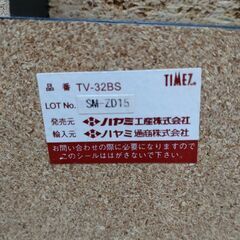 TIMEZ
品番 TV-32BS
LOT No. SM-ZD15
発売元 ハヤミ工産株式会社
輸入元 ハヤミ通商株式会社
お問い合わせの際に必要となりますので
このシールははがさないで下さい。